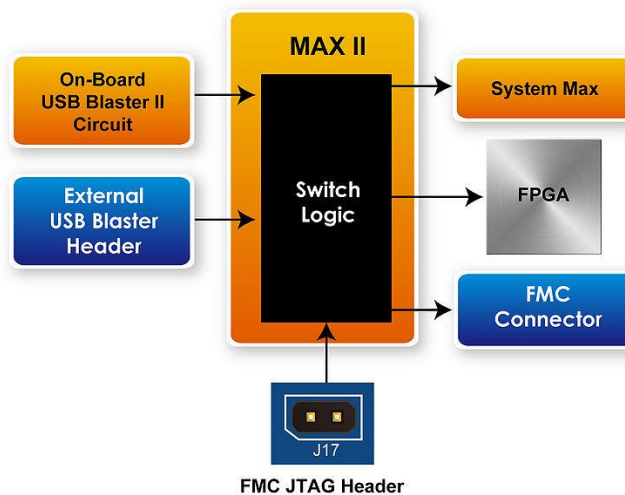 MAX II
On-Board
USB Blaster II
Circuit
External
USB Blaster
Header
Switch
Logic
System Max
FPGA
FMC
Connector
J17
FMC JTAG Header